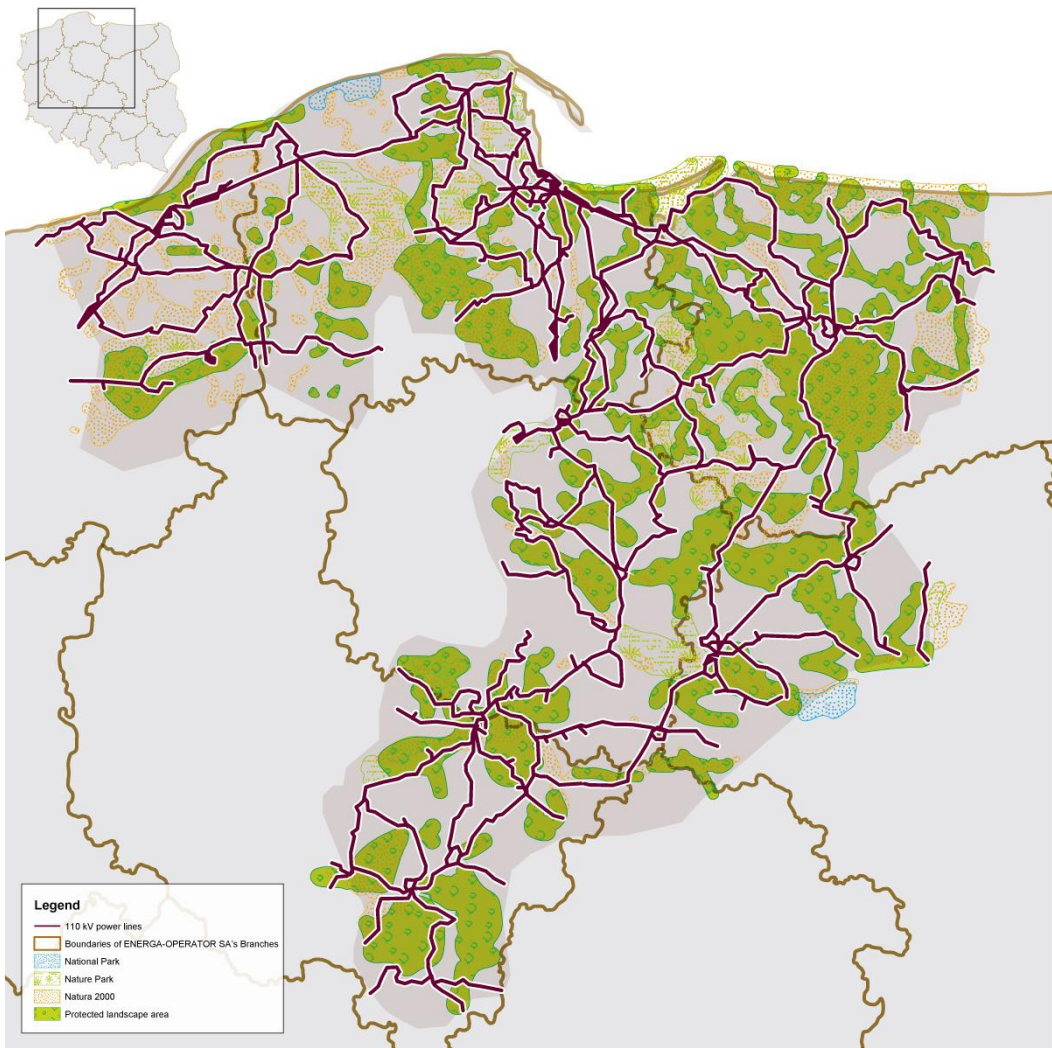 Legend
110 kV power lines
Boundaries of ENERGA-OPERATOR SA's Branches
National Park
Nature Park
Natura 2000
Protected landscape area